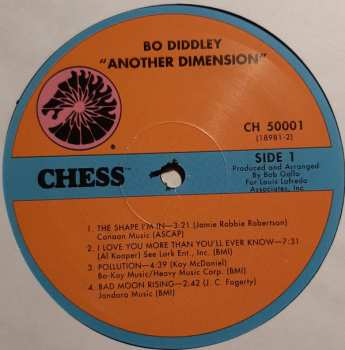 BO DIDDLEY
"ANOTHER DIMENSION"
CH 50001
(18981-2)
SIDE 1
Produced and Arranged
By Bob Gallo
For Louis Lofredo
Associates, Inc.
CHESS™
1. THE SHAPE I'M IN—3:21 (Jamie Robbie Robertson)
Canaan Music (ASCAP)
2. I LOVE YOU MORE THAN YOU'LL EVER KNOW—7:31
(Al Kooper) See Lark Ent., Inc. (BMI)
3. POLLUTION—4:39 (Kay McDaniel)
Bo-Kay Music/Heavy Music Corp. (BMI)
4. BAD MOON RISING—2:42 (J. C. Fogerty)
Jondora Music (BMI)